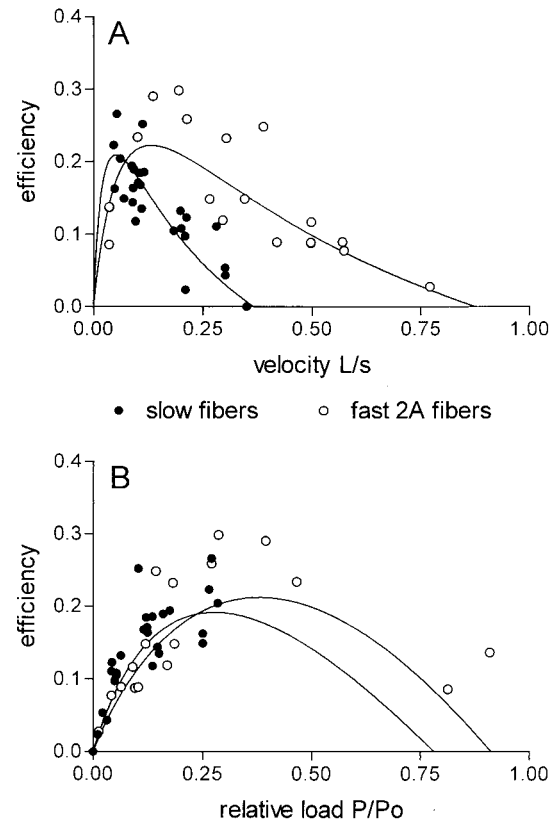 A
0.4
0.3
0.2
0.1
0.0
efficiency
0.00 0.25 0.50 0.75 1.00
velocity L/s
slow fibers fast 2A fibers
B
0.4
0.3
0.2
0.1
0.0
efficiency
0.00 0.25 0.50 0.75 1.00
relative load P/Po